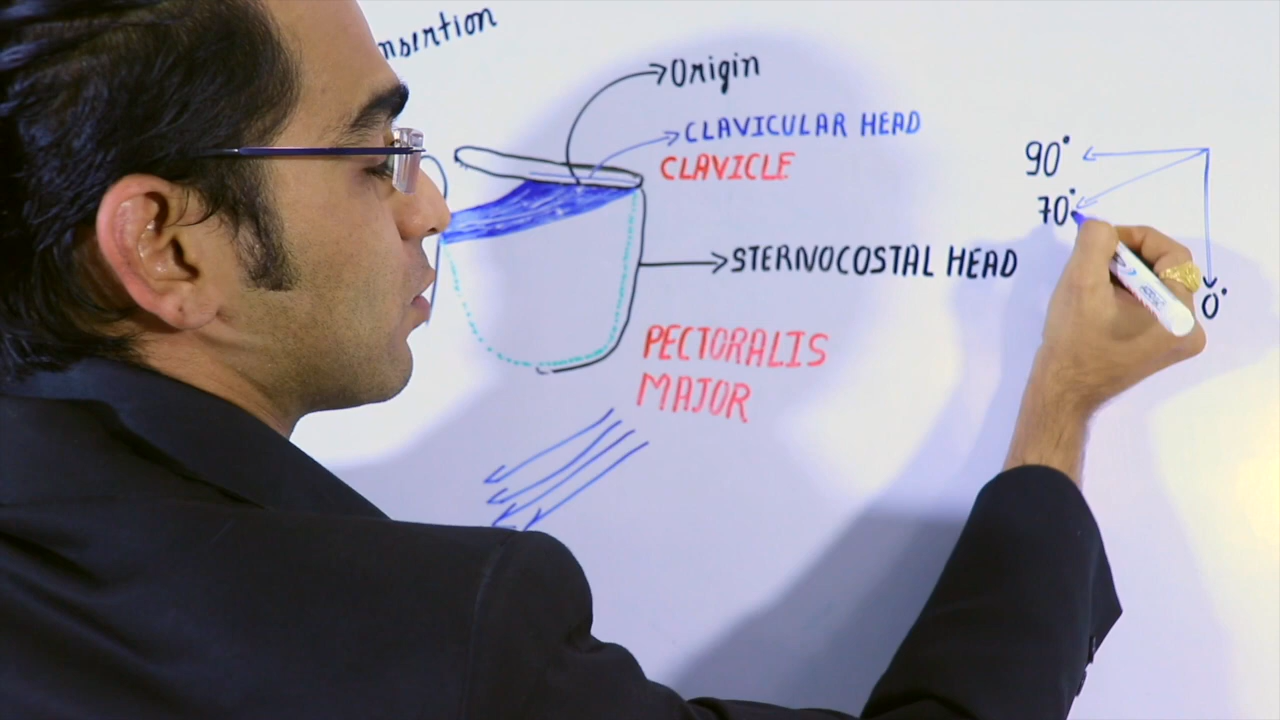 Origin
CLAVICULAR HEAD
CLAVICLE
90°
70°
STERNOCOSTAL HEAD
0°
PECTORALIS
MAJOR